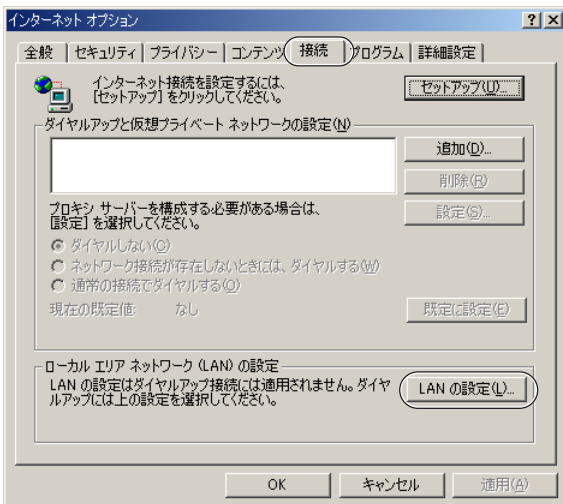 インターネット オプション
全般 セキュリティ プライバシー コンテンツ 接続 プログラム 詳細設定
インターネット接続を設定するには、
[セットアップ] をクリックしてください。
セットアップ(U)...
ダイヤルアップと仮想プライベート ネットワークの設定(N)
追加(D)...
削除(R)
プロキシ サーバーを構成する必要がある場合は、
[設定] を選択してください。
設定(S)...
ダイヤルしない(C)
ネットワーク接続が存在しないときには、ダイヤルする(W)
通常の接続でダイヤルする(O)
現在の既定値: なし
既定に設定(E)
ローカル エリア ネットワーク (LAN) の設定
LAN の設定はダイヤルアップ接続には適用されません。ダイヤ
ルアップには上の設定を選択してください。
LAN の設定(L)...
OK キャンセル 適用(A)